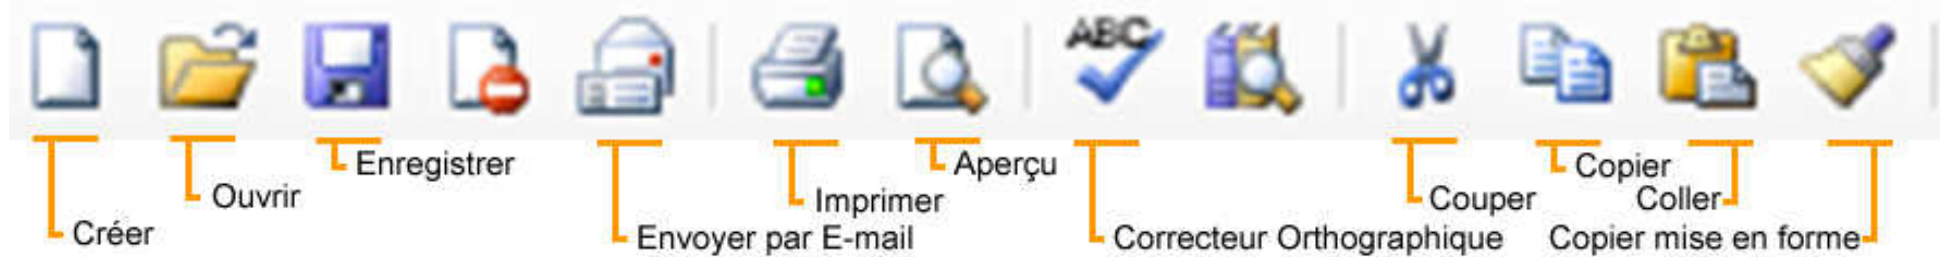 ABC
Enregistrer
Aperçu
Copier
Ouvrir
Imprimer
Couper
Coller
Créer
Envoyer par E-mail
Correcteur Orthographique
Copier mise en forme